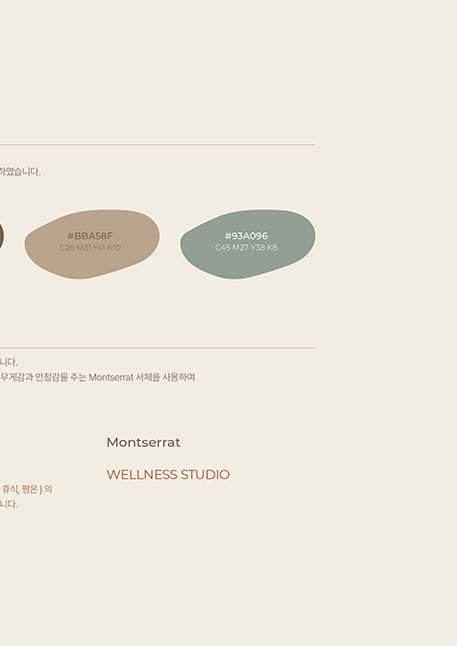 하였습니다.
#BBA58F
C26 M31 Y41 K10
#93A096
C45 M27 Y38 K8
니다.
무게감과 안정감을 주는 Montserrat 서체를 사용하여
Montserrat
WELLNESS STUDIO
휴식, 평온 } 의
니다.